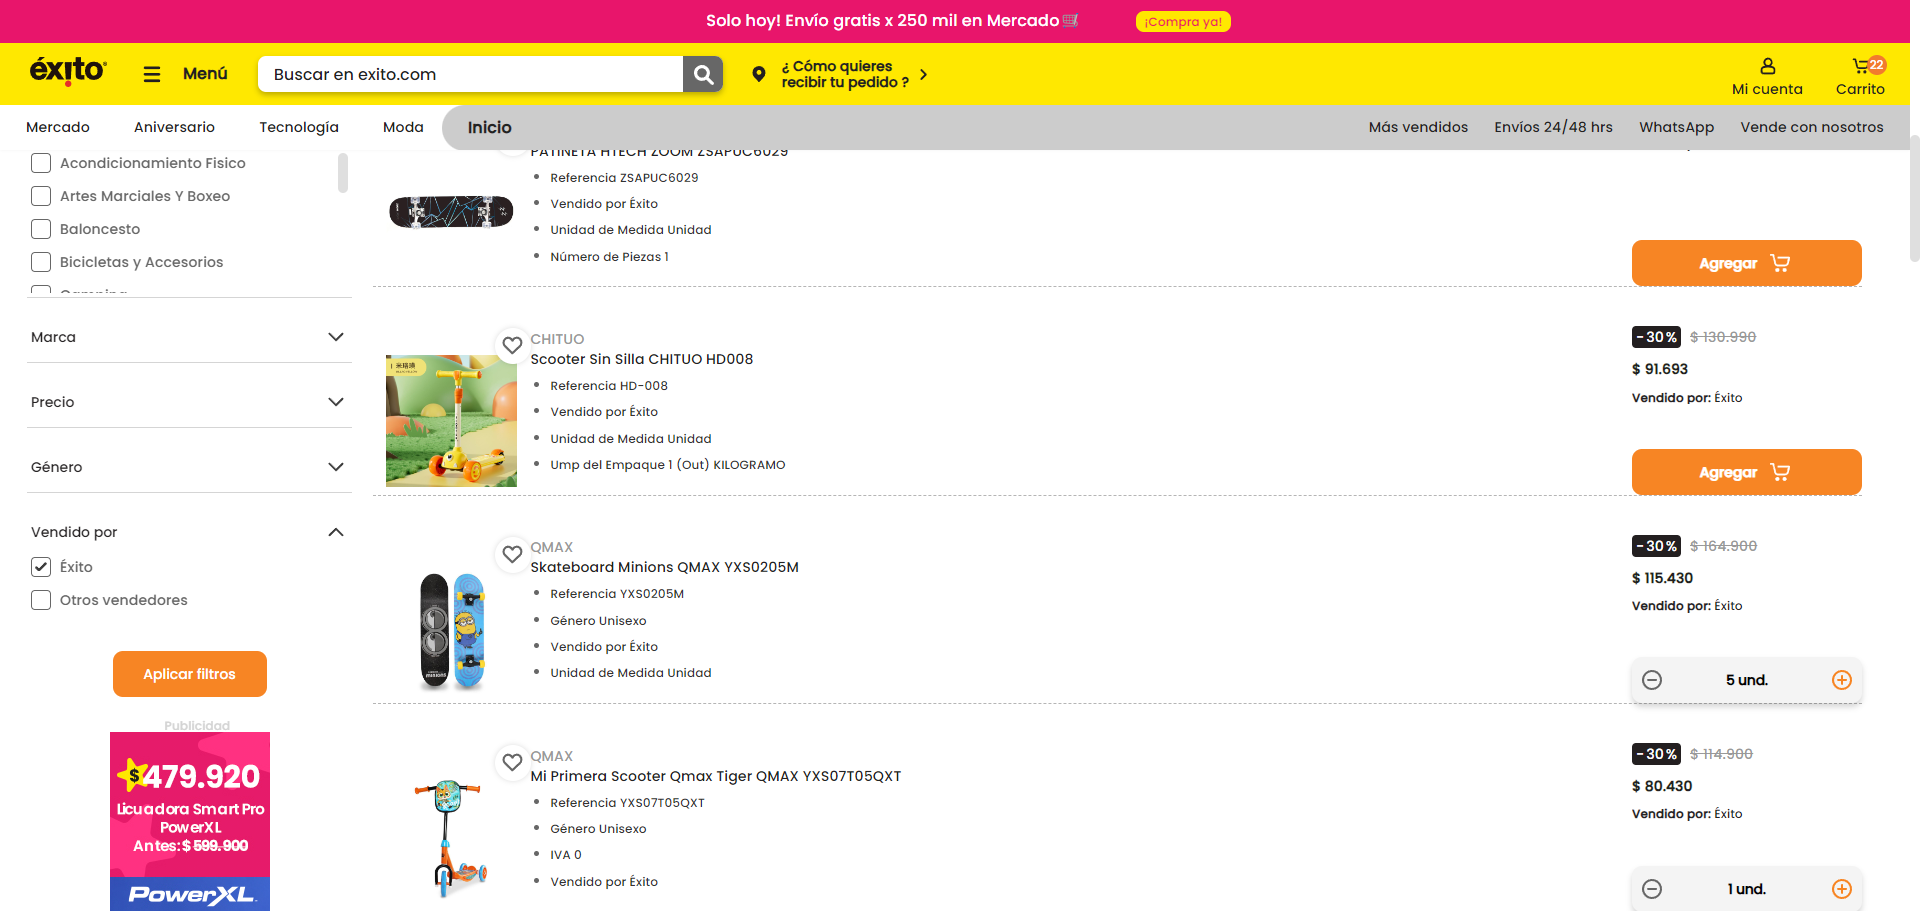 Solo hoy! Envío gratis x 250 mil en Mercado
¡Compra ya!
éxito
Menú
Buscar en exito.com
¿ Cómo quieres
recibir tu pedido ?
Mi cuenta
22
Carrito
Mercado
Aniversario
Tecnología
Moda
Inicio
Más vendidos
Envíos 24/48 hrs
WhatsApp
Vende con nosotros
Acondicionamiento Fisico
Artes Marciales Y Boxeo
Baloncesto
Bicicletas y Accesorios
Camping
Marca
Precio
Género
Vendido por
Éxito
Otros vendedores
Aplicar filtros
Publicidad
$479.920
Licuadora Smart Pro
PowerXL
Antes: $ 599.900
PowerXL
PATINETA HTECH ZOOM ZSAPUC6029
Referencia ZSAPUC6029
Vendido por Éxito
Unidad de Medida Unidad
Número de Piezas 1
Agregar
CHITUO
Scooter Sin Silla CHITUO HD008
Referencia HD-008
Vendido por Éxito
Unidad de Medida Unidad
Ump del Empaque 1 (Out) KILOGRAMO
-30%
$ 130.990
$ 91.693
Vendido por: Éxito
Agregar
QMAX
Skateboard Minions QMAX YXS0205M
Referencia YXS0205M
Género Unisexo
Vendido por Éxito
Unidad de Medida Unidad
-30%
$ 164.900
$ 115.430
Vendido por: Éxito
5 und.
QMAX
Mi Primera Scooter Qmax Tiger QMAX YXS07T05QXT
Referencia YXS07T05QXT
Género Unisexo
IVA 0
Vendido por Éxito
-30%
$ 114.900
$ 80.430
Vendido por: Éxito
1 und.